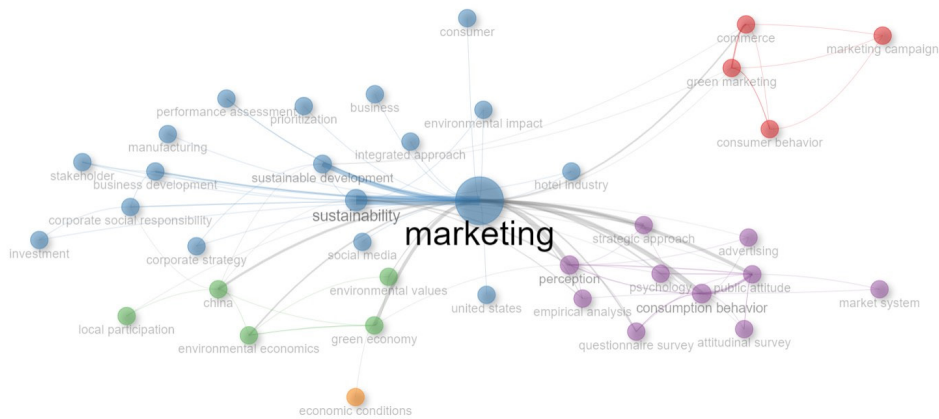 consumer
commerce
marketing campaign
green marketing
performance assessment
prioritization
business
environmental impact
manufacturing
consumer behavior
integrated approach
stakeholder
business development
sustainable development
hotel industry
corporate social responsibility
sustainability
marketing
strategic approach
investment
corporate strategy
social media
advertising
perception
psychology
public attitude
china
environmental values
united states
empirical analysis
consumption behavior
market system
local participation
environmental economics
green economy
questionnaire survey
attitudinal survey
economic conditions